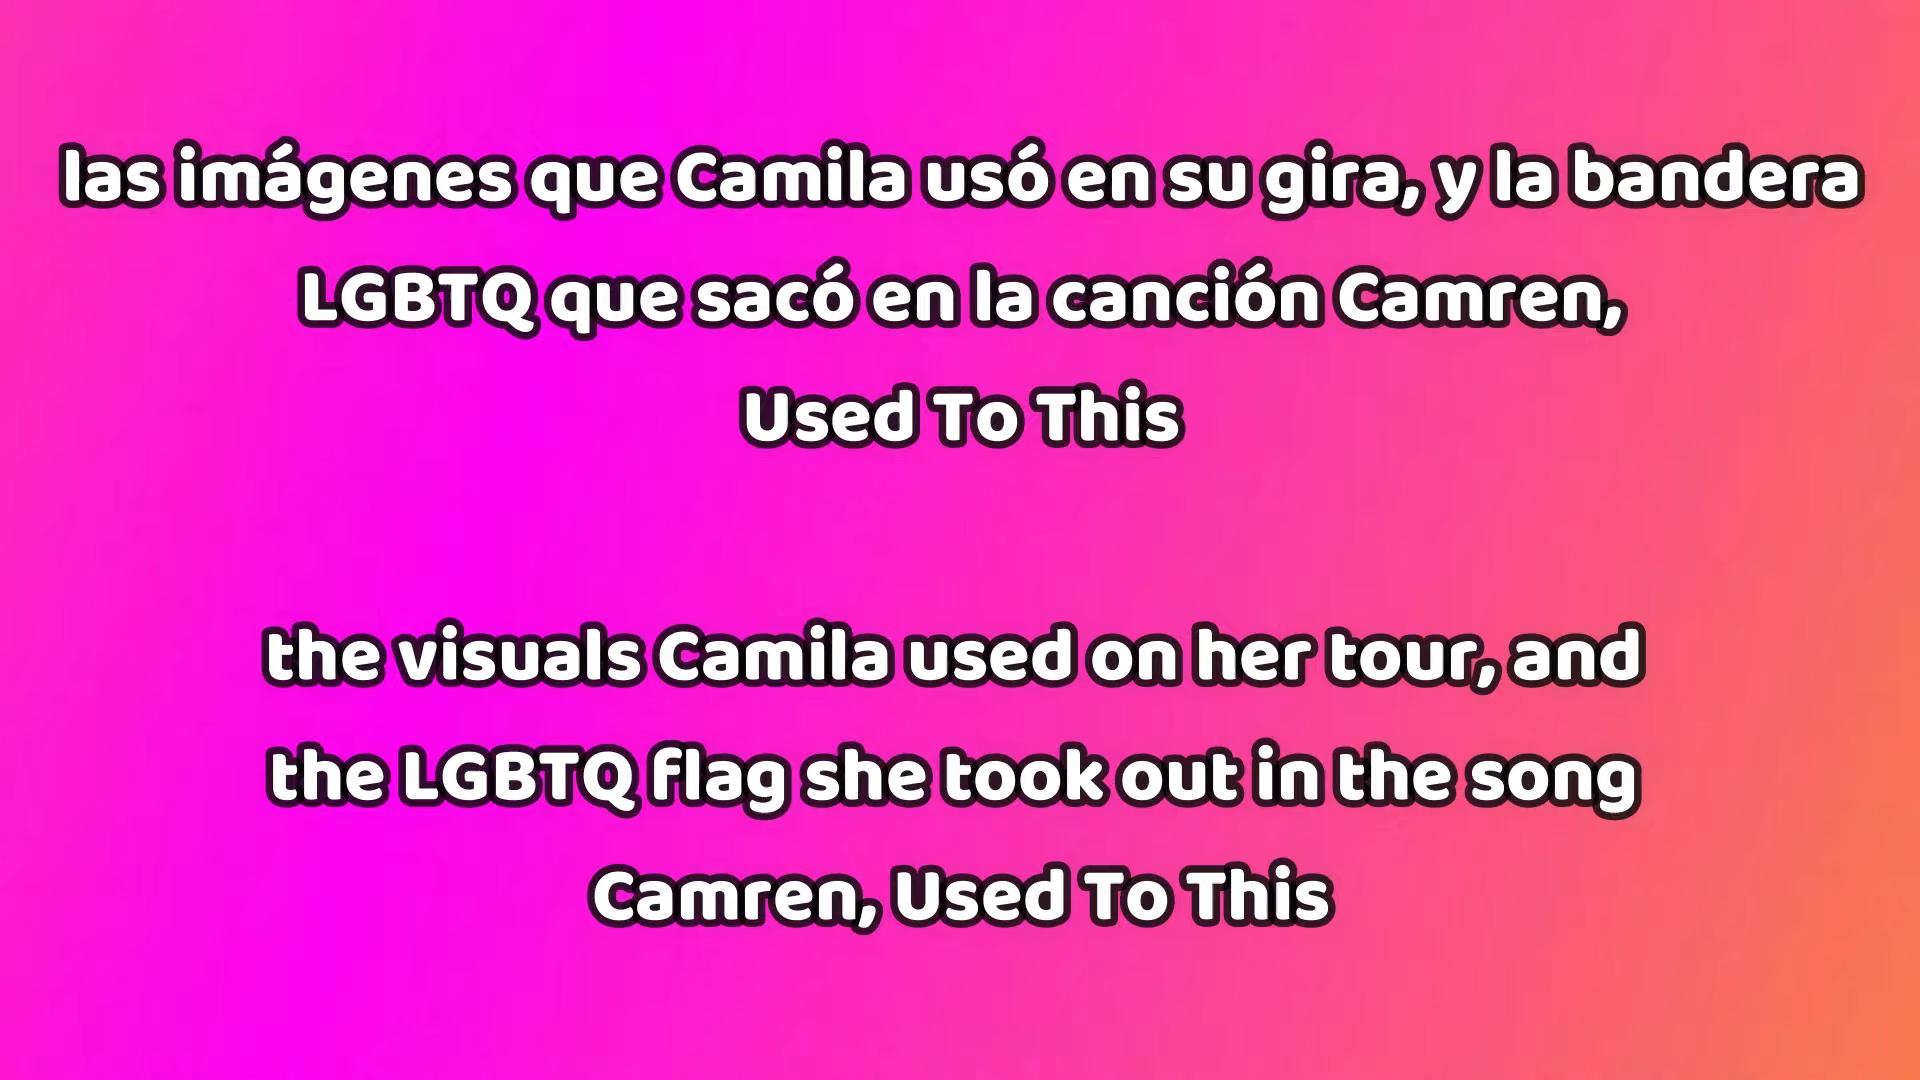 las imágenes que Camila usó en su gira, y la bandera
LGBTQ que sacó en la canción Camren,
Used To This
the visuals Camila used on her tour, and
the LGBTQ flag she took out in the song
Camren, Used To This